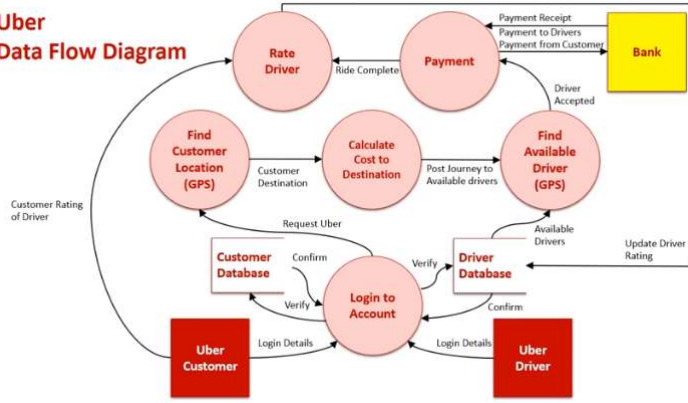 Uber
Data Flow Diagram
Rate
Driver
Ride Complete
Payment
Payment Receipt
Payment to Drivers
Payment from Customer
Bank
Driver
Accepted
Find
Customer
Location
(GPS)
Customer
Destination
Calculate
Cost to
Destination
Post Journey to
Available drivers
Find
Available
Driver
(GPS)
Customer Rating
of Driver
Request Uber
Available
Drivers
Update Driver
Rating
Customer
Database
Confirm
Verify
Login to
Account
Verify
Driver
Database
Confirm
Uber
Customer
Login Details
Login Details
Uber
Driver